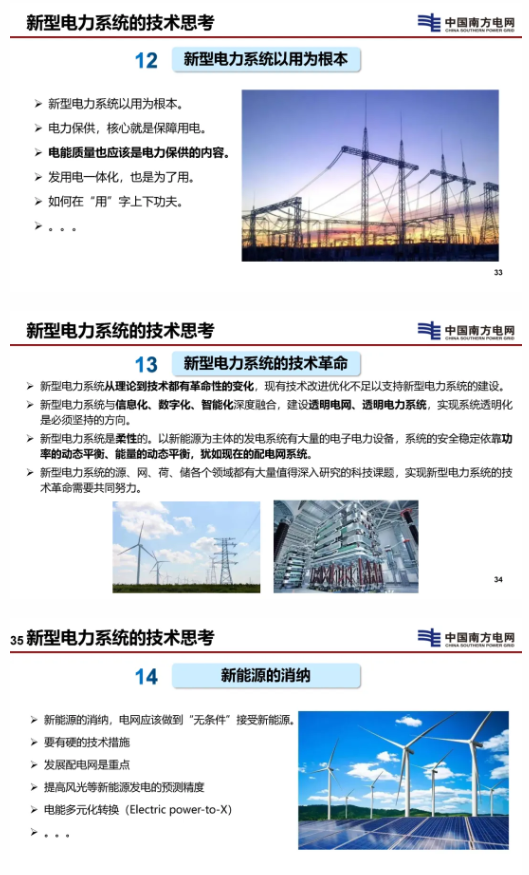 新型电力系统的技术思考
中国南方电网
CHINA SOUTHERN POWER GRID
12 新型电力系统以用为根本
➢ 新型电力系统以用为根本。
➢ 电力保供，核心就是保障用电。
➢ 电能质量也应该是电力保供的内容。
➢ 发用电一体化，也是为了用。
➢ 如何在“用”字上下功夫。
➢ 。。。
33
新型电力系统的技术思考
中国南方电网
CHINA SOUTHERN POWER GRID
13 新型电力系统的技术革命
➢ 新型电力系统从理论到技术都有革命性的变化，现有技术改进优化不足以支持新型电力系统的建设。
➢ 新型电力系统与信息化、数字化、智能化深度融合，建设透明电网、透明电力系统，实现系统透明化
是必须坚持的方向。
➢ 新型电力系统是柔性的。以新能源为主体的发电系统有大量的电子电力设备，系统的安全稳定依靠功
率的动态平衡、能量的动态平衡，犹如现在的配电网系统。
➢ 新型电力系统的源、网、荷、储各个领域都有大量值得深入研究的科技课题，实现新型电力系统的技
术革命需要共同努力。
34
35 新型电力系统的技术思考
中国南方电网
CHINA SOUTHERN POWER GRID
14 新能源的消纳
➢ 新能源的消纳，电网应该做到“无条件”接受新能源。
➢ 要有硬的技术措施
➢ 发展配电网是重点
➢ 提高风光等新能源发电的预测精度
➢ 电能多元化转换（Electric power-to-X）
➢ 。。。